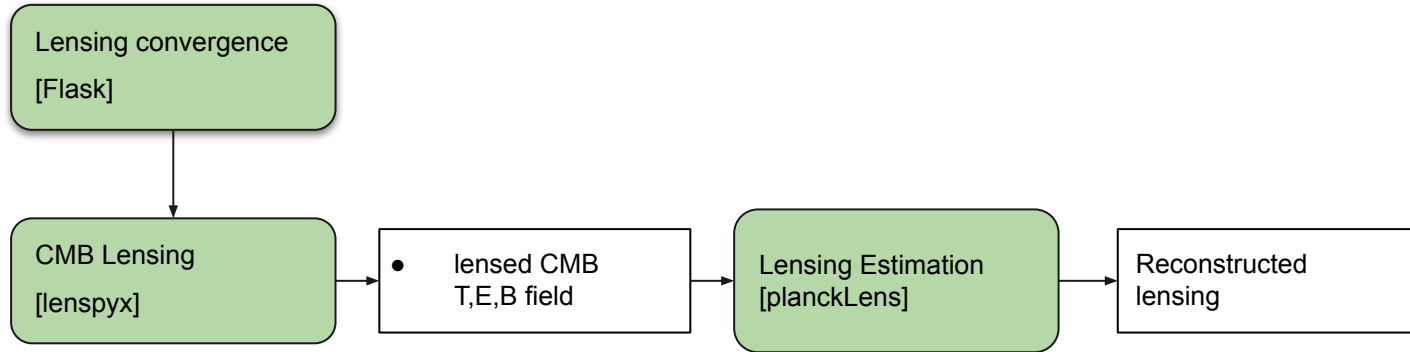 Lensing convergence
[Flask]
CMB Lensing
[lenspyx]
● lensed CMB
T,E,B field
Lensing Estimation
[planckLens]
Reconstructed
lensing